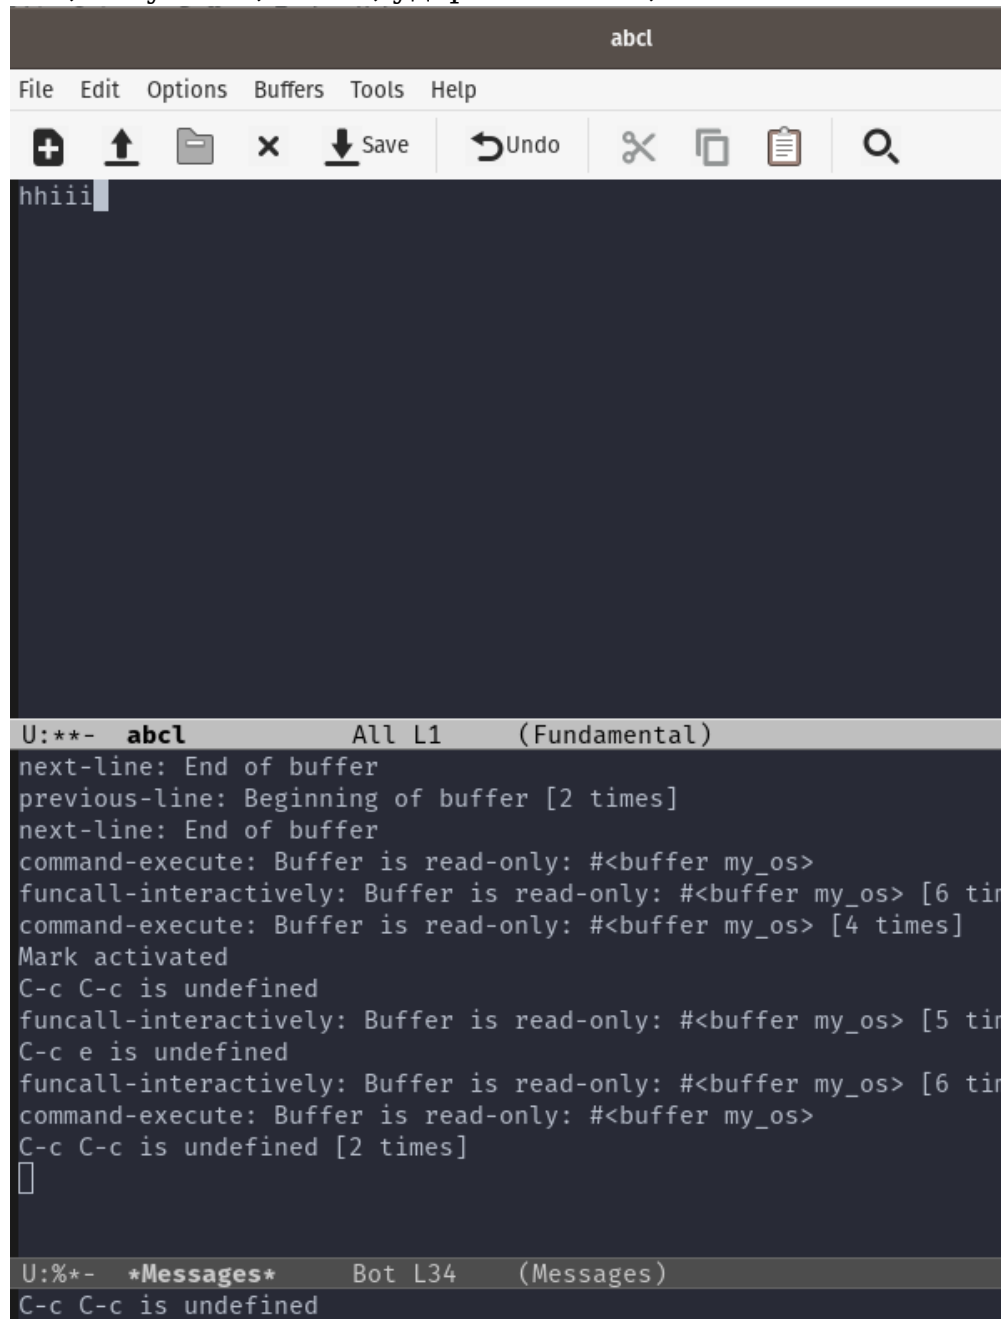 abcl
File Edit Options Buffers Tools Help
Save Undo
hhiii
U:**- abcl All L1 (Fundamental)
next-line: End of buffer
previous-line: Beginning of buffer [2 times]
next-line: End of buffer
command-execute: Buffer is read-only: #<buffer my_os>
funcall-interactively: Buffer is read-only: #<buffer my_os> [6
command-execute: Buffer is read-only: #<buffer my_os> [4 times]
Mark activated
C-c C-c is undefined
funcall-interactively: Buffer is read-only: #<buffer my_os> [5
C-c e is undefined
funcall-interactively: Buffer is read-only: #<buffer my_os> [6
command-execute: Buffer is read-only: #<buffer my_os>
C-c C-c is undefined [2 times]
U:%*- *Messages* Bot L34 (Messages)
C-c C-c is undefined